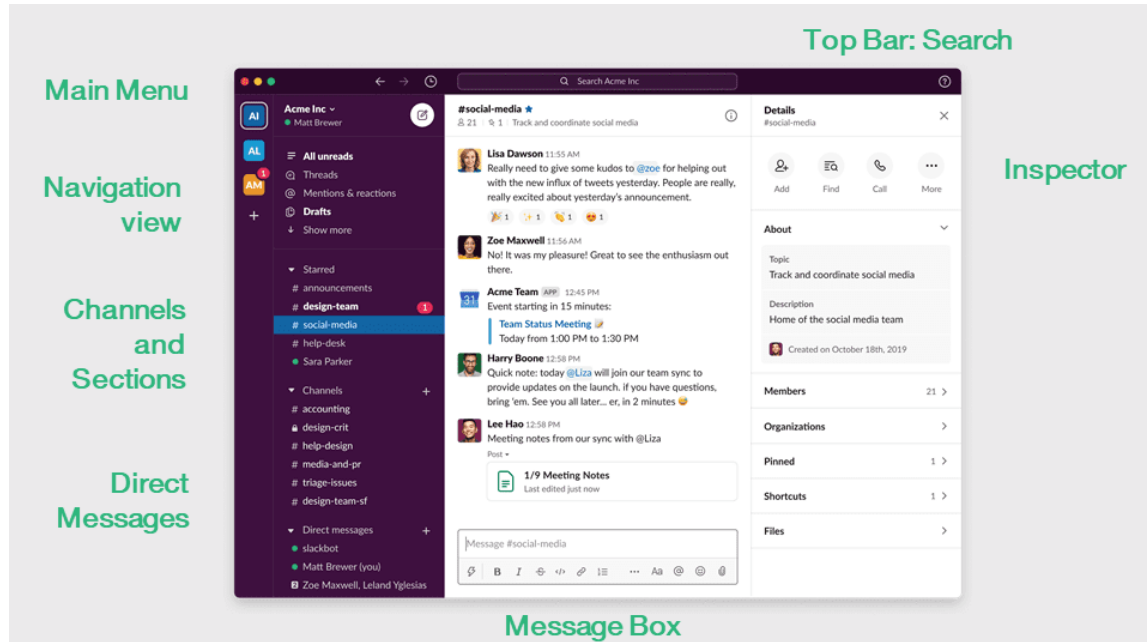 Top Bar: Search
Main Menu
Navigation
view
Channels
and
Sections
Direct
Messages
Search Acme Inc
AI
AL
1
AM
+
Acme Inc
Matt Brewer
All unreads
Threads
Mentions & reactions
Drafts
Show more
Starred
# announcements
# design-team 1
# social-media
# help-desk
Sara Parker
Channels +
# accounting
design-crit
# help-design
# media-and-pr
# triage-issues
# design-team-sf
Direct messages +
slackbot
Matt Brewer (you)
2 Zoe Maxwell, Leland Yglesias
#social-media
21 | 1 | Track and coordinate social media
Lisa Dawson 11:55 AM
Really need to give some kudos to @zoe for helping out
with the new influx of tweets yesterday. People are really,
really excited about yesterday's announcement.
1 1 1 1
Zoe Maxwell 11:56 AM
No! It was my pleasure! Great to see the enthusiasm out
there.
31
Acme Team APP 12:45 PM
Event starting in 15 minutes:
Team Status Meeting
Today from 1:00 PM to 1:30 PM
Harry Boone 12:58 PM
Quick note: today @Liza will join our team sync to
provide updates on the launch. if you have questions,
bring 'em. See you all later... er, in 2 minutes
Lee Hao 12:58 PM
Meeting notes from our sync with @Liza
Post
1/9 Meeting Notes
Last edited just now
Message #social-media
B I S </> ... Aa @
Details
#social-media
Add Find Call More
About
Topic
Track and coordinate social media
Description
Home of the social media team
Created on October 18th, 2019
Members 21
Organizations
Pinned 1
Shortcuts 1
Files
Inspector
Message Box